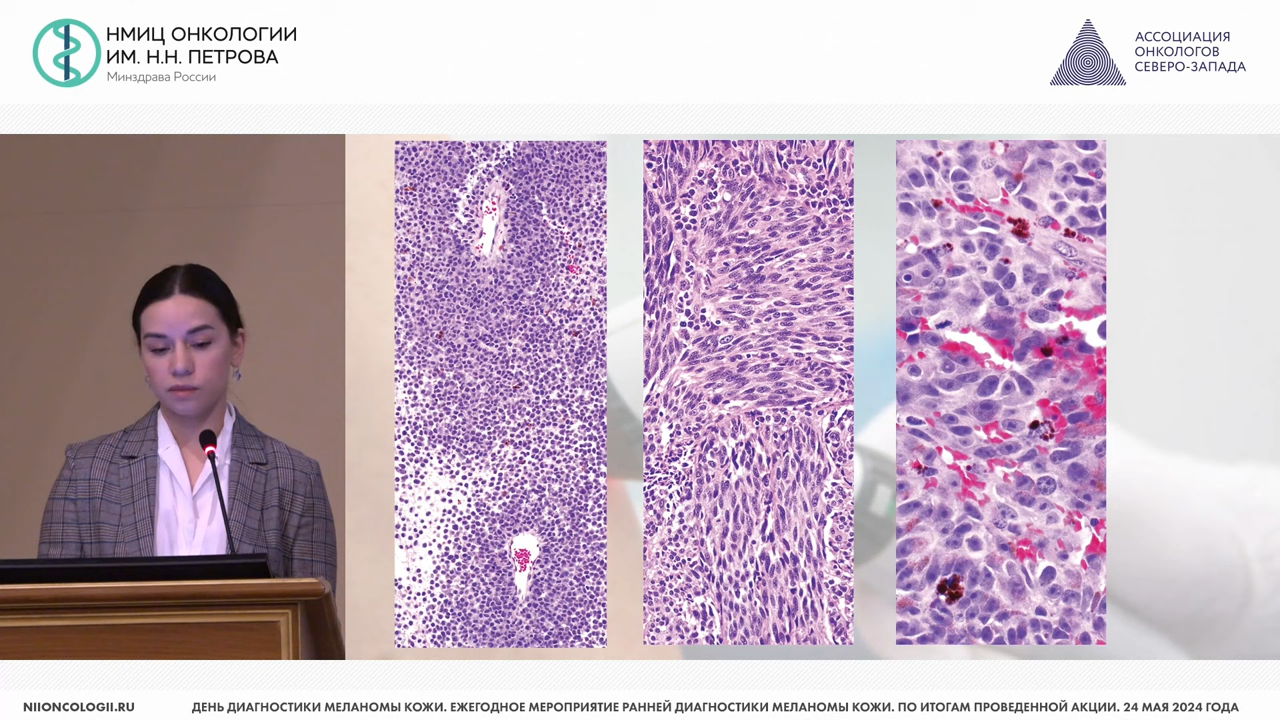 НМИЦ ОНКОЛОГИИ
ИМ. Н.Н. ПЕТРОВА
Минздрава России
АССОЦИАЦИЯ
ОНКОЛОГОВ
СЕВЕРО-ЗАПАДА
NIIONCOLOGII.RU
ДЕНЬ ДИАГНОСТИКИ МЕЛАНОМЫ КОЖИ. ЕЖЕГОДНОЕ МЕРОПРИЯТИЕ РАННЕЙ ДИАГНОСТИКИ МЕЛАНОМЫ КОЖИ. ПО ИТОГАМ ПРОВЕДЕННОЙ АКЦИИ. 24 МАЯ 2024 ГОДА